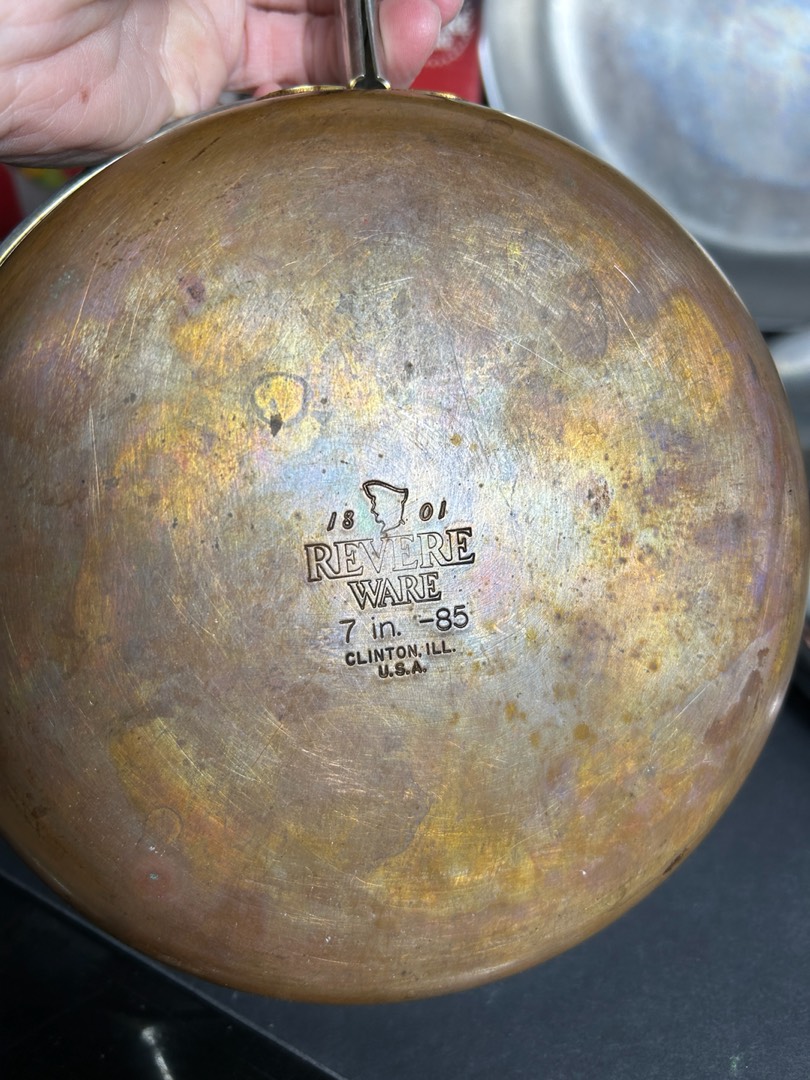 18 01
REVERE
WARE
7 in. -85
CLINTON, ILL.
U.S.A.